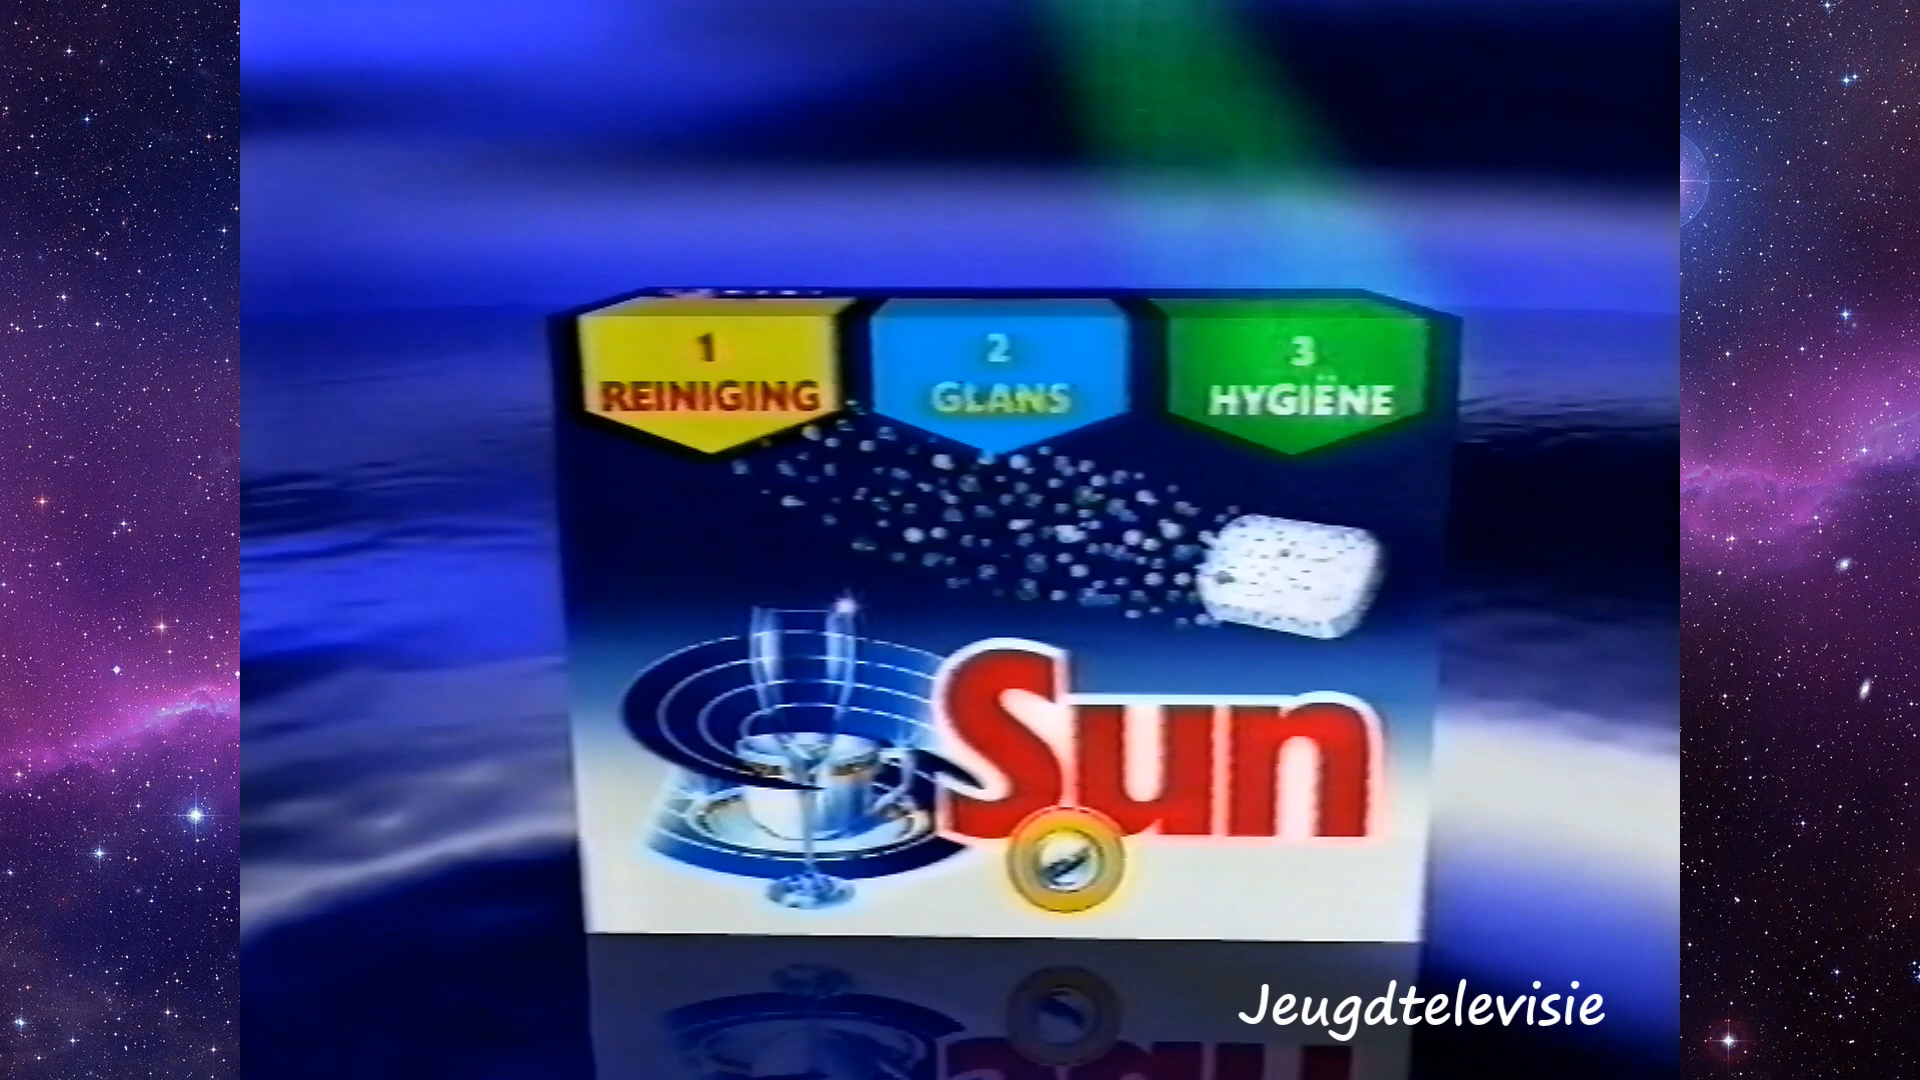 1
REINIGING
2
GLANS
3
HYGIËNE
Sun
Jeugdtelevisie